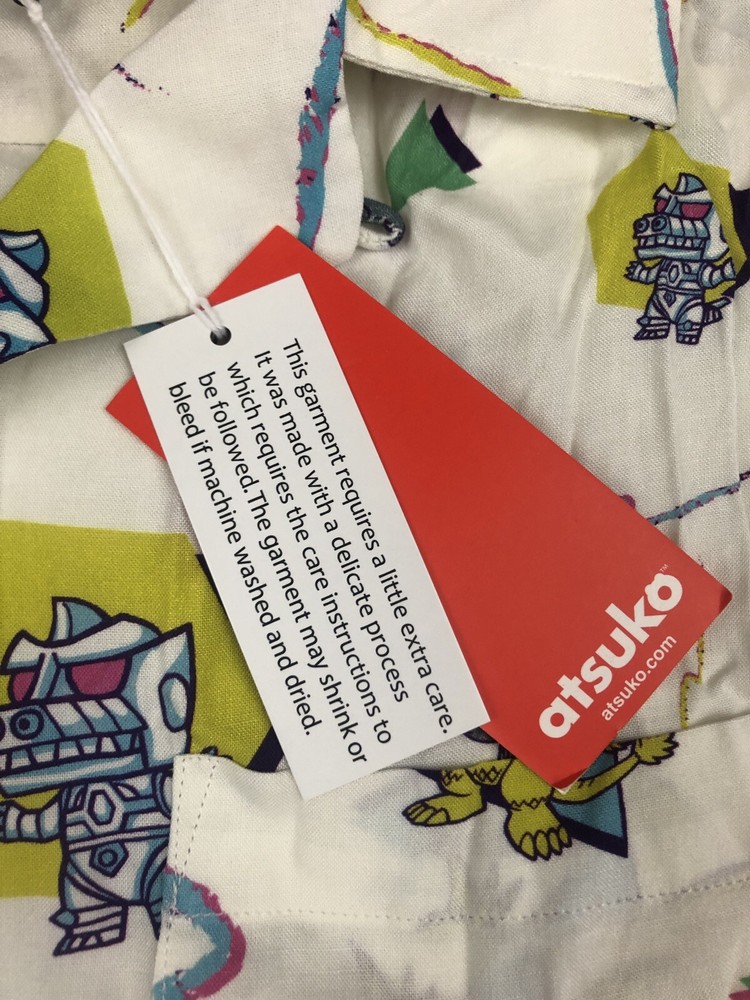 This garment requires a little extra care.
It was made with a delicate process
which requires the care instructions to
be followed.The garment may shrink or
bleed if machine washed and dried.
atsuko™
atsuko.com